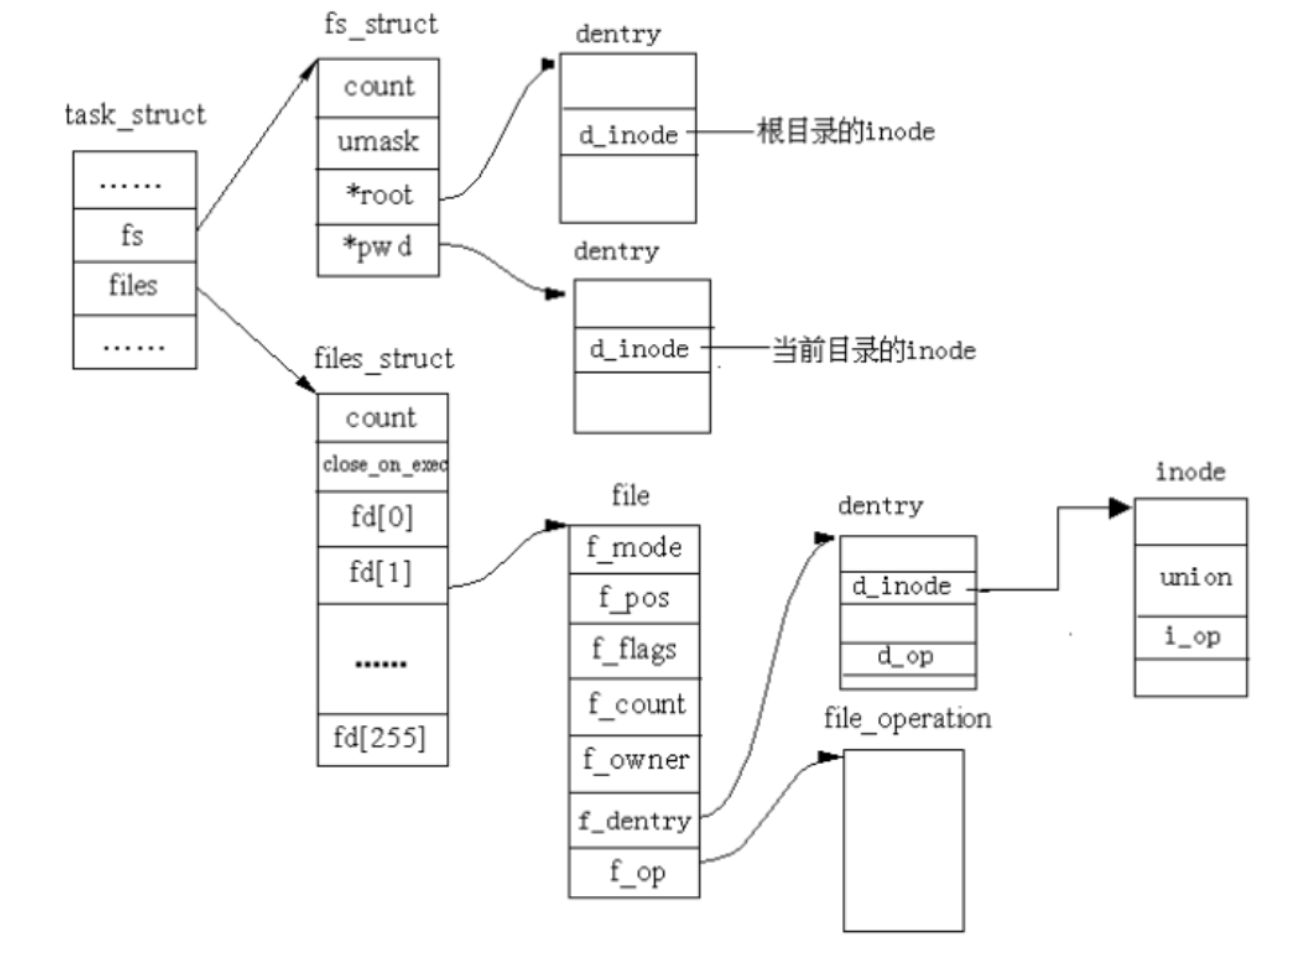 task_struct
……
fs
files
……
fs_struct
count
umask
*root
*pw d
dentry
d_inode
根目录的inode
dentry
d_inode
当前目录的inode
files_struct
count
close_on_exec
fd[0]
fd[1]
……
fd[255]
file
f_mode
f_pos
f_flags
f_count
f_owner
f_dentry
f_op
dentry
d_inode
d_op
file_operation
inode
union
i_op